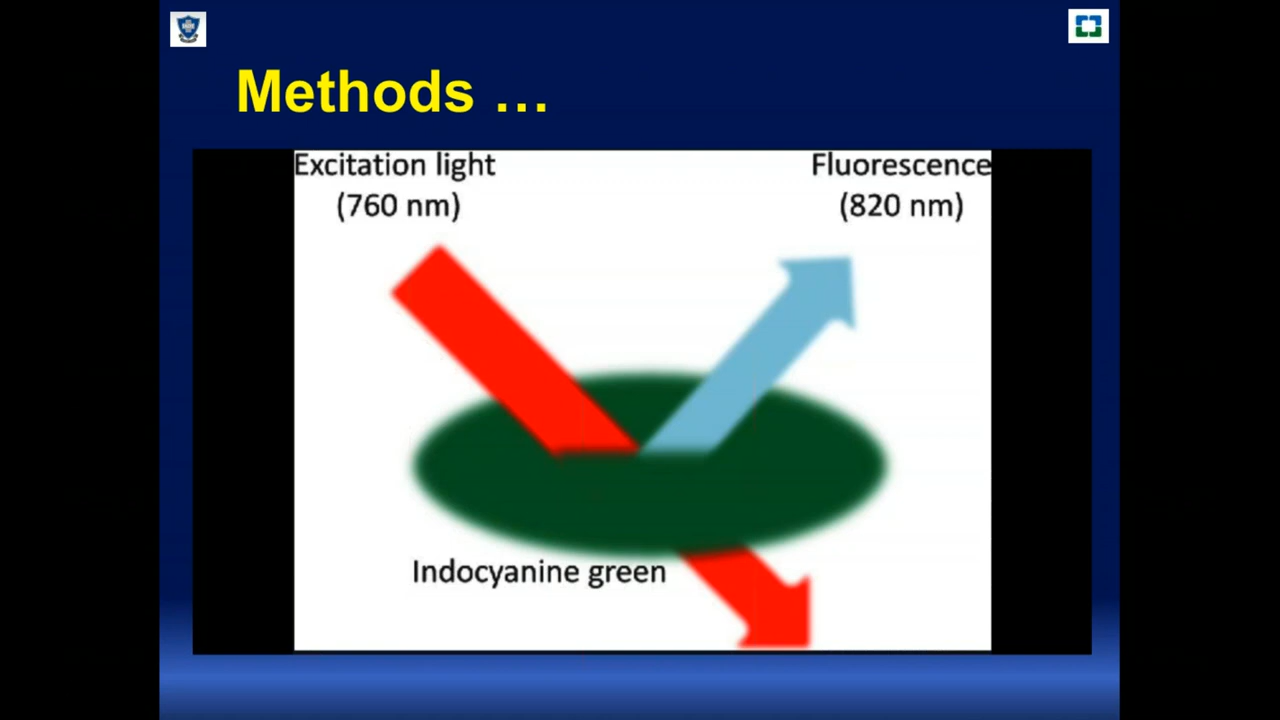 Methods …
Excitation light
(760 nm)
Fluorescence
(820 nm)
Indocyanine green